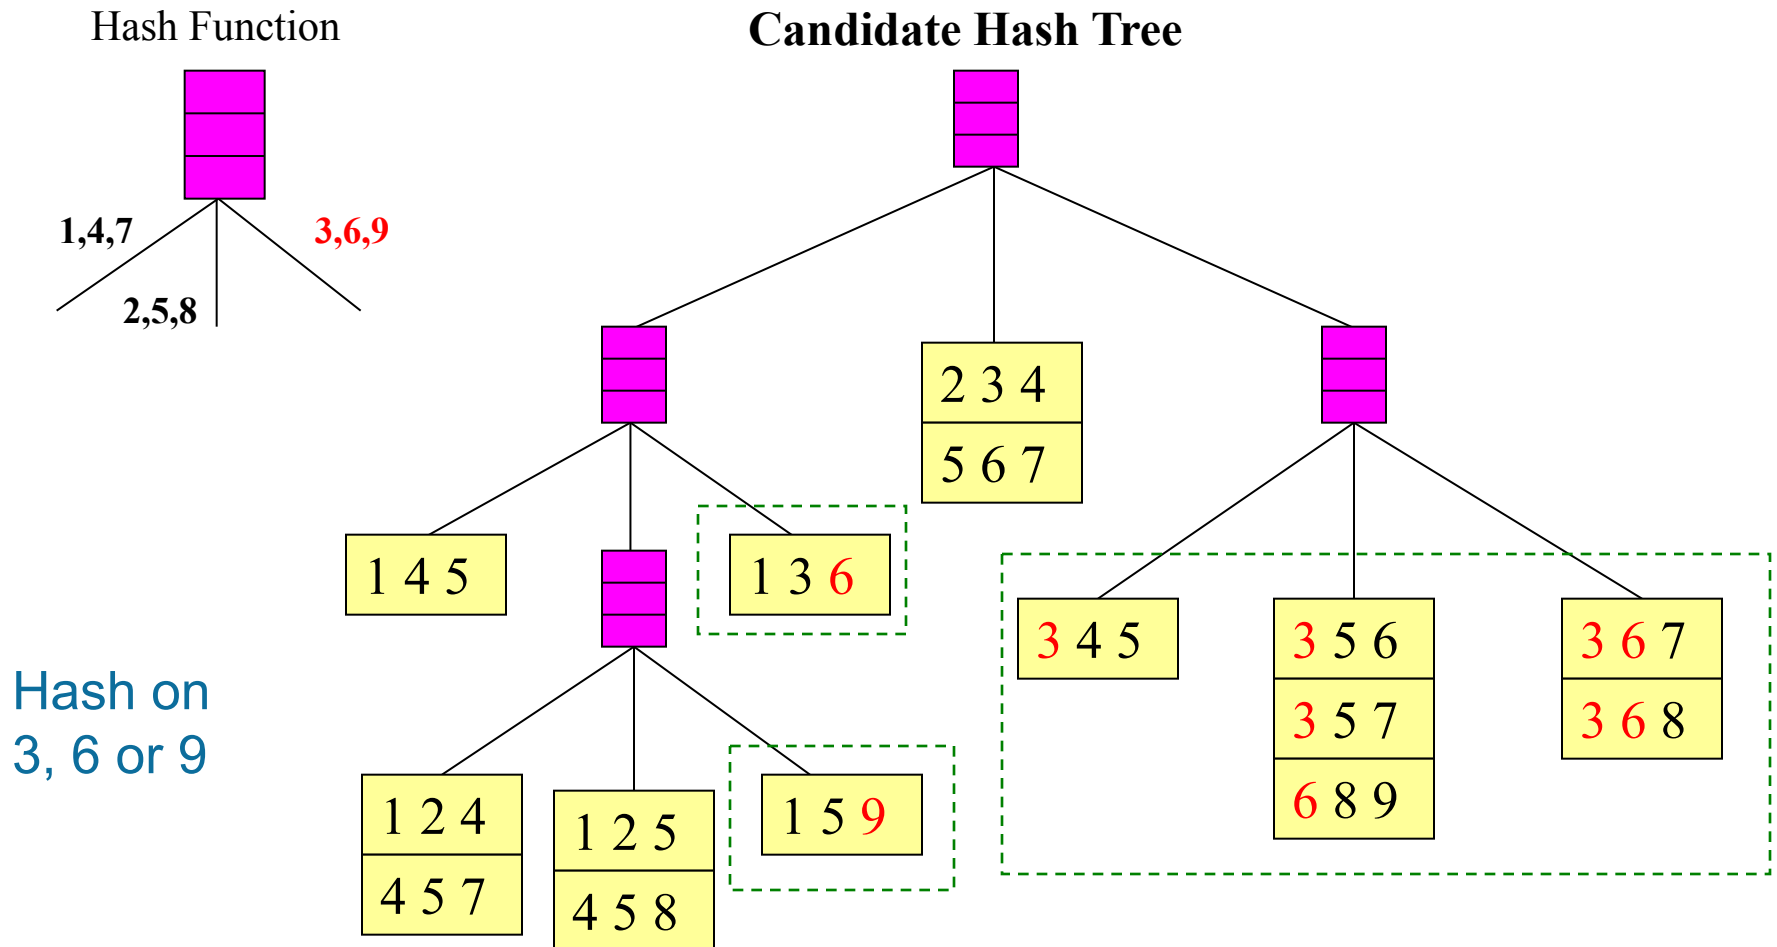 Hash Function
Candidate Hash Tree
1,4,7
2,5,8
3,6,9
2 3 4
5 6 7
1 4 5
1 3 6
3 4 5
3 5 6
3 5 7
6 8 9
3 6 7
3 6 8
Hash on
3, 6 or 9
1 2 4
4 5 7
1 2 5
4 5 8
1 5 9